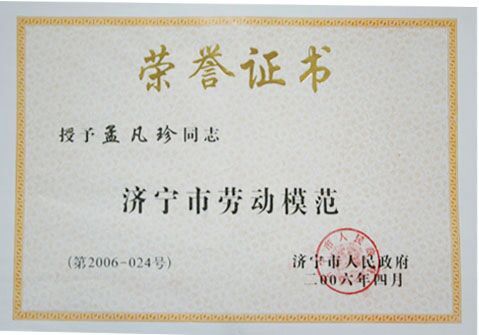 荣誉证书
授予孟凡珍同志
济宁市劳动模范
(第2006-024号)
济宁市人民政府
二00六年四月